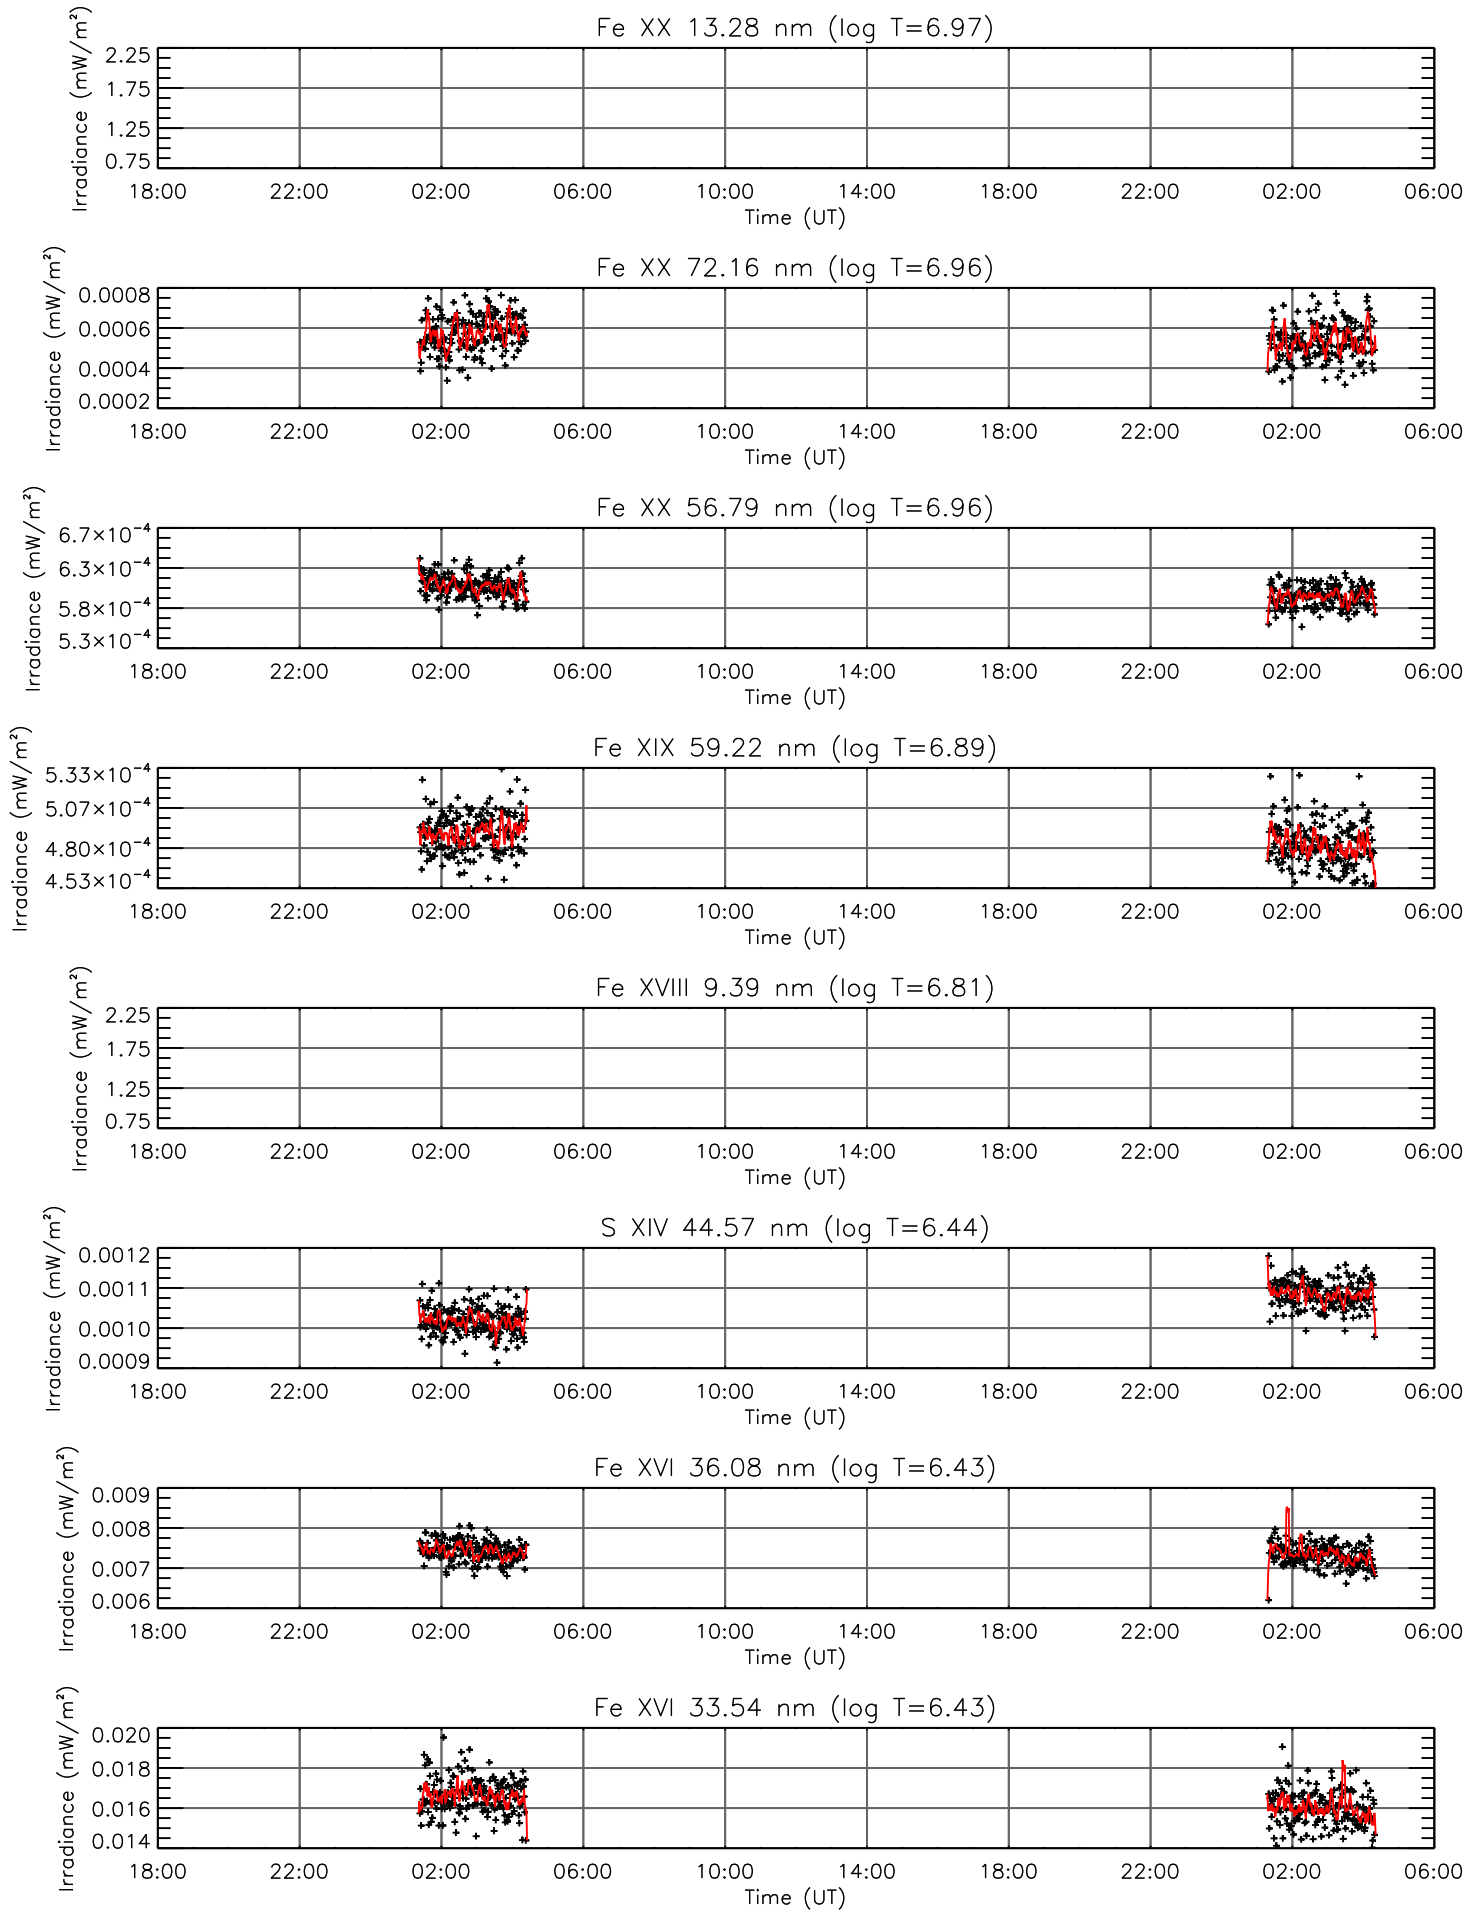 Fe XX 13.28 nm (log T=6.97)
Irradiance (mW/m²)
2.25
1.75
1.25
0.75
18:00 22:00 02:00 06:00 10:00 14:00 18:00 22:00 02:00 06:00
Time (UT)
Fe XX 72.16 nm (log T=6.96)
Irradiance (mW/m²)
0.0008
0.0006
0.0004
0.0002
18:00 22:00 02:00 06:00 10:00 14:00 18:00 22:00 02:00 06:00
Time (UT)
Fe XX 56.79 nm (log T=6.96)
Irradiance (mW/m²)
6.7×10⁻⁴
6.3×10⁻⁴
5.8×10⁻⁴
5.3×10⁻⁴
18:00 22:00 02:00 06:00 10:00 14:00 18:00 22:00 02:00 06:00
Time (UT)
Fe XIX 59.22 nm (log T=6.89)
Irradiance (mW/m²)
5.33×10⁻⁴
5.07×10⁻⁴
4.80×10⁻⁴
4.53×10⁻⁴
18:00 22:00 02:00 06:00 10:00 14:00 18:00 22:00 02:00 06:00
Time (UT)
Fe XVIII 9.39 nm (log T=6.81)
Irradiance (mW/m²)
2.25
1.75
1.25
0.75
18:00 22:00 02:00 06:00 10:00 14:00 18:00 22:00 02:00 06:00
Time (UT)
S XIV 44.57 nm (log T=6.44)
Irradiance (mW/m²)
0.0012
0.0011
0.0010
0.0009
18:00 22:00 02:00 06:00 10:00 14:00 18:00 22:00 02:00 06:00
Time (UT)
Fe XVI 36.08 nm (log T=6.43)
Irradiance (mW/m²)
0.009
0.008
0.007
0.006
18:00 22:00 02:00 06:00 10:00 14:00 18:00 22:00 02:00 06:00
Time (UT)
Fe XVI 33.54 nm (log T=6.43)
Irradiance (mW/m²)
0.020
0.018
0.016
0.014
18:00 22:00 02:00 06:00 10:00 14:00 18:00 22:00 02:00 06:00
Time (UT)